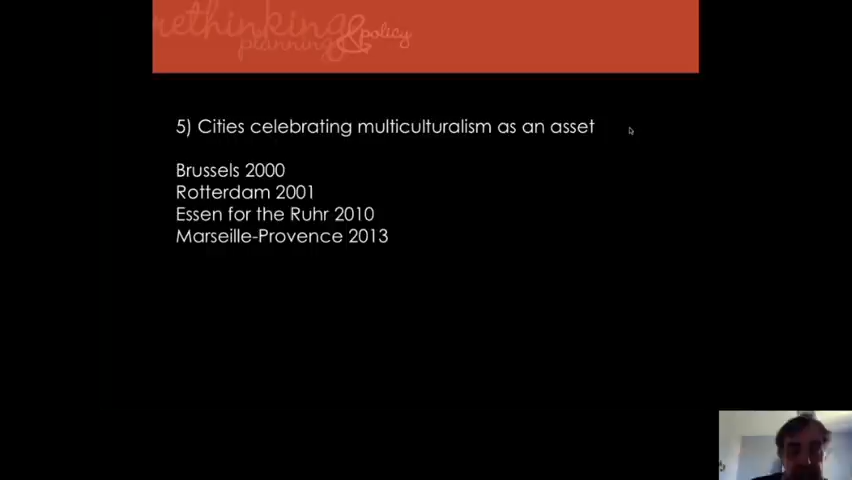 rethinking
planning & policy
5) Cities celebrating multiculturalism as an asset
Brussels 2000
Rotterdam 2001
Essen for the Ruhr 2010
Marseille-Provence 2013